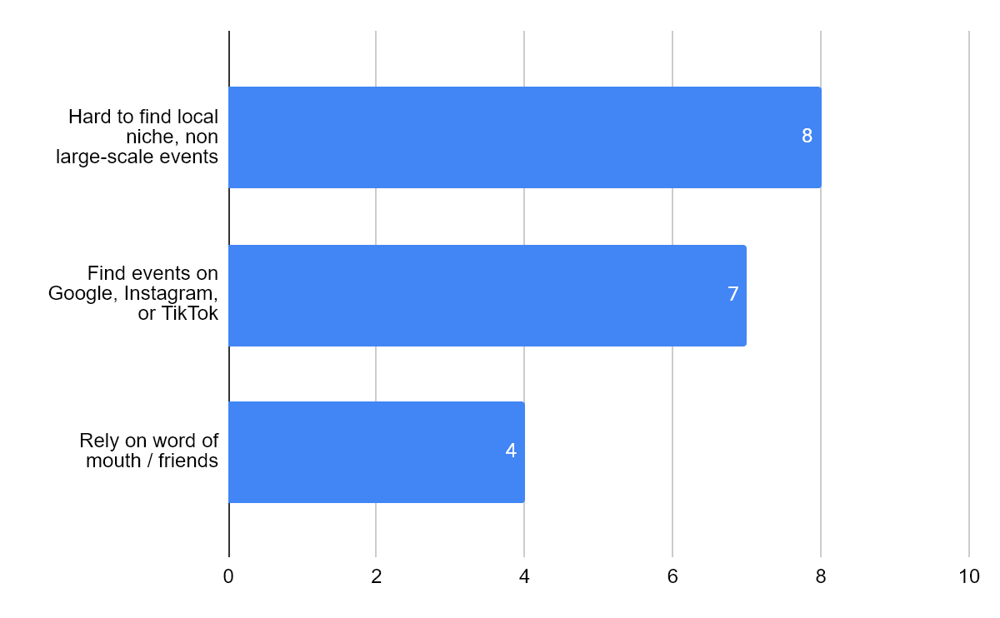 Hard to find local
niche, non
large-scale events
8
Find events on
Google, Instagram,
or TikTok
7
Rely on word of
mouth / friends
4
0 2 4 6 8 10